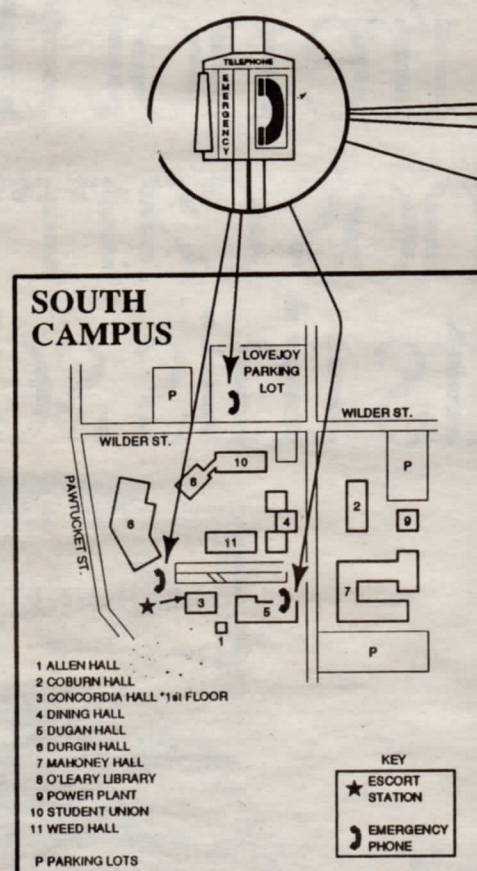 TELEPHONE
EMERGENCY
SOUTH
CAMPUS
LOVEJOY
PARKING
LOT
P
WILDER ST.
WILDER ST.
PAWTUCKET ST.
10
8
P
6
2
4
9
11
7
3
5
1
P
1 ALLEN HALL
2 COBURN HALL
3 CONCORDIA HALL *1st FLOOR
4 DINING HALL
5 DUGAN HALL
6 DURGIN HALL
7 MAHONEY HALL
8 O'LEARY LIBRARY
9 POWER PLANT
10 STUDENT UNION
11 WEED HALL
P PARKING LOTS
KEY
ESCORT
STATION
EMERGENCY
PHONE